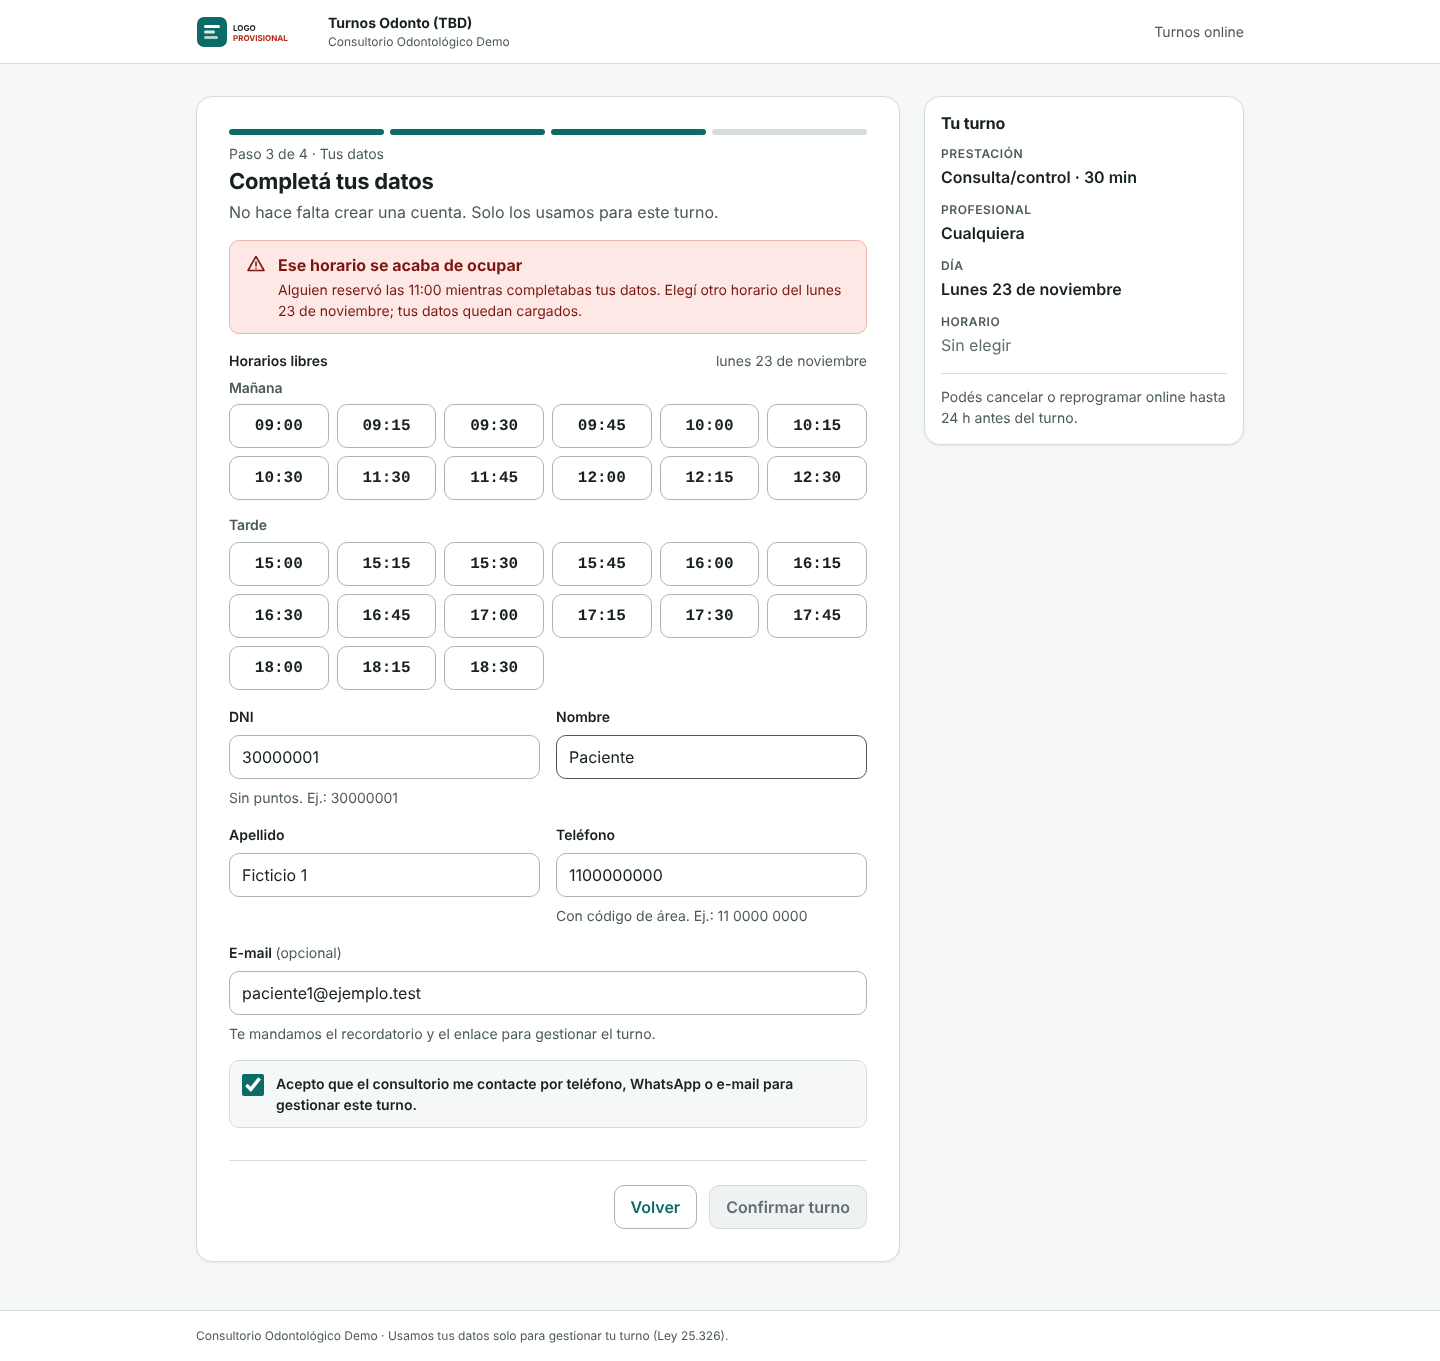 LOGO
PROVISIONAL
Turnos Odonto (TBD)
Consultorio Odontológico Demo
Turnos online
Paso 3 de 4 · Tus datos
Completá tus datos
No hace falta crear una cuenta. Solo los usamos para este turno.
Ese horario se acaba de ocupar
Alguien reservó las 11:00 mientras completabas tus datos. Elegí otro horario del lunes
23 de noviembre; tus datos quedan cargados.
Horarios libres lunes 23 de noviembre
Mañana
09:00 09:15 09:30 09:45 10:00 10:15
10:30 11:30 11:45 12:00 12:15 12:30
Tarde
15:00 15:15 15:30 15:45 16:00 16:15
16:30 16:45 17:00 17:15 17:30 17:45
18:00 18:15 18:30
DNI Nombre
30000001 Paciente
Sin puntos. Ej.: 30000001
Apellido Teléfono
Ficticio 1 1100000000
Con código de área. Ej.: 11 0000 0000
E-mail (opcional)
paciente1@ejemplo.test
Te mandamos el recordatorio y el enlace para gestionar el turno.
Acepto que el consultorio me contacte por teléfono, WhatsApp o e-mail para
gestionar este turno.
Volver Confirmar turno
Tu turno
PRESTACIÓN
Consulta/control · 30 min
PROFESIONAL
Cualquiera
DÍA
Lunes 23 de noviembre
HORARIO
Sin elegir
Podés cancelar o reprogramar online hasta
24 h antes del turno.
Consultorio Odontológico Demo · Usamos tus datos solo para gestionar tu turno (Ley 25.326).